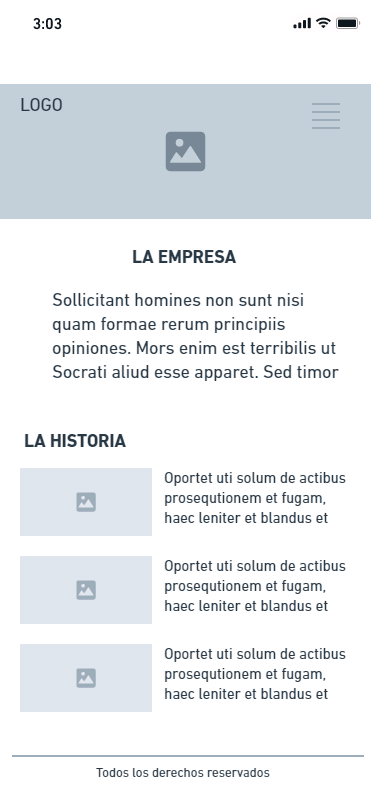 3:03
LOGO
LA EMPRESA
Sollicitant homines non sunt nisi
quam formae rerum principiis
opiniones. Mors enim est terribilis ut
Socrati aliud esse apparet. Sed timor
LA HISTORIA
Oportet uti solum de actibus
prosequtionem et fugam,
haec leniter et blandus et
Oportet uti solum de actibus
prosequtionem et fugam,
haec leniter et blandus et
Oportet uti solum de actibus
prosequtionem et fugam,
haec leniter et blandus et
Todos los derechos reservados